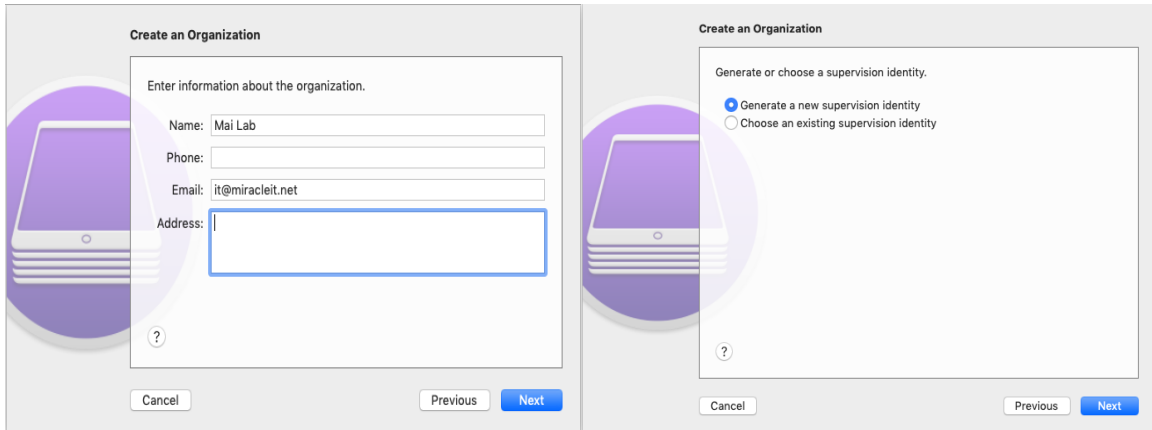 Create an Organization
Enter information about the organization.
Name: Mai Lab
Phone:
Email: it@miracleit.net
Address:
?
Cancel Previous Next
Create an Organization
Generate or choose a supervision identity.
Generate a new supervision identity
Choose an existing supervision identity
?
Cancel Previous Next